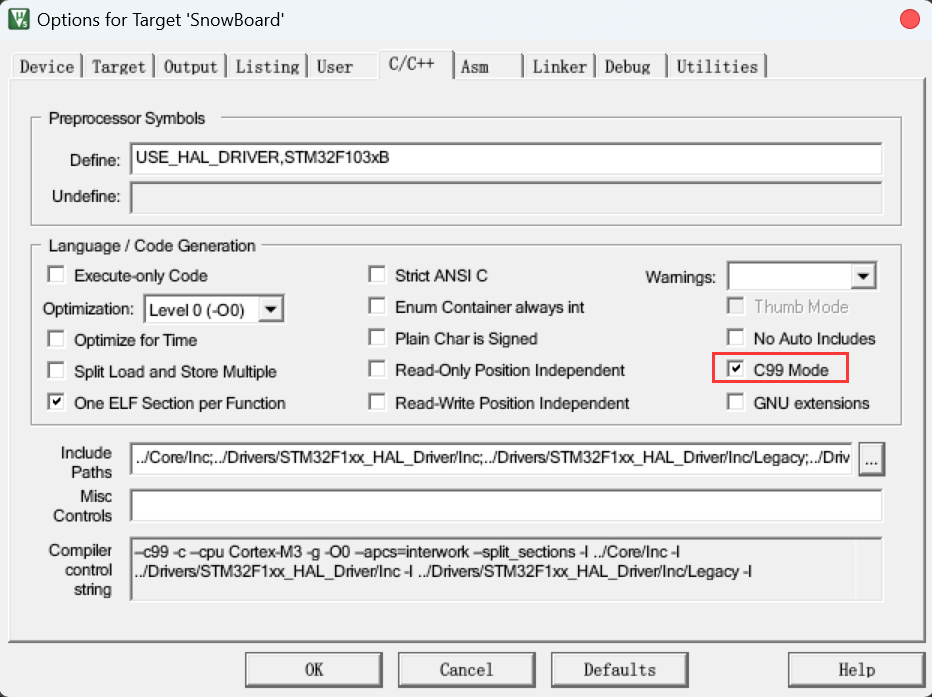 Options for Target 'SnowBoard'
Device Target Output Listing User C/C++ Asm Linker Debug Utilities
Preprocessor Symbols
Define: USE_HAL_DRIVER,STM32F103xB
Undefine:
Language / Code Generation
Execute-only Code Strict ANSI C Warnings:
Optimization: Level 0 (-O0) Enum Container always int Thumb Mode
Optimize for Time Plain Char is Signed No Auto Includes
Split Load and Store Multiple Read-Only Position Independent C99 Mode
One ELF Section per Function Read-Write Position Independent GNU extensions
Include Paths ../Core/Inc;../Drivers/STM32F1xx_HAL_Driver/Inc;../Drivers/STM32F1xx_HAL_Driver/Inc/Legacy;../Driv ...
Misc
Controls
Compiler control string –c99 -c –cpu Cortex-M3 -g -O0 –apcs=interwork –split_sections -I ../Core/Inc -I
../Drivers/STM32F1xx_HAL_Driver/Inc -I ../Drivers/STM32F1xx_HAL_Driver/Inc/Legacy -I
OK Cancel Defaults Help